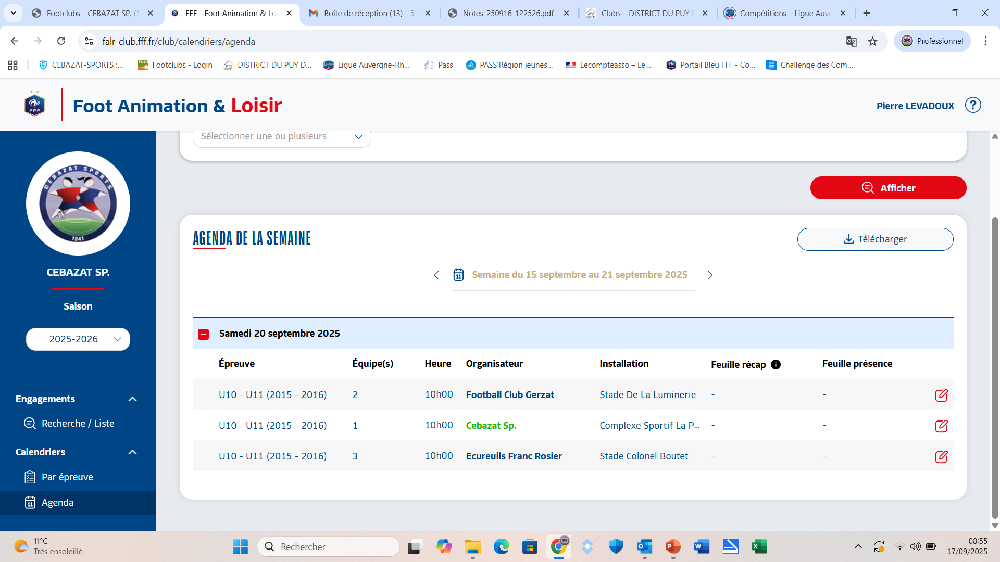 Footclubs - CEBAZAT SP. (5
FFF - Foot Animation & Loi
Boîte de réception (13) - 51
Notes_250916_122526.pdf
Clubs – DISTRICT DU PUY D
Compétitions – Ligue Auve
falr-club.fff.fr/club/calendriers/agenda
Professionnel
CEBAZAT-SPORTS :...
Footclubs - Login
DISTRICT DU PUY D...
Ligue Auvergne-Rh...
Pass
PASS'Région jeunes...
Lecompteasso – Le...
Portail Bleu FFF - Co...
Challenge des Com...
FFF
Foot Animation & Loisir
Pierre LEVADOUX
Sélectionner une ou plusieurs
Afficher
CEBAZAT SPORTS
1941
CEBAZAT SP.
Saison
2025-2026
Engagements
Recherche / Liste
Calendriers
Par épreuve
Agenda
AGENDA DE LA SEMAINE
Télécharger
Semaine du 15 septembre au 21 septembre 2025
Samedi 20 septembre 2025
Épreuve Équipe(s) Heure Organisateur Installation Feuille récap Feuille présence
U10 - U11 (2015 - 2016) 2 10h00 Football Club Gerzat Stade De La Luminerie - -
U10 - U11 (2015 - 2016) 1 10h00 Cebazat Sp. Complexe Sportif La P... - -
U10 - U11 (2015 - 2016) 3 10h00 Ecureuils Franc Rosier Stade Colonel Boutet - -
11°C
Très ensoleillé
Rechercher
08:55
17/09/2025